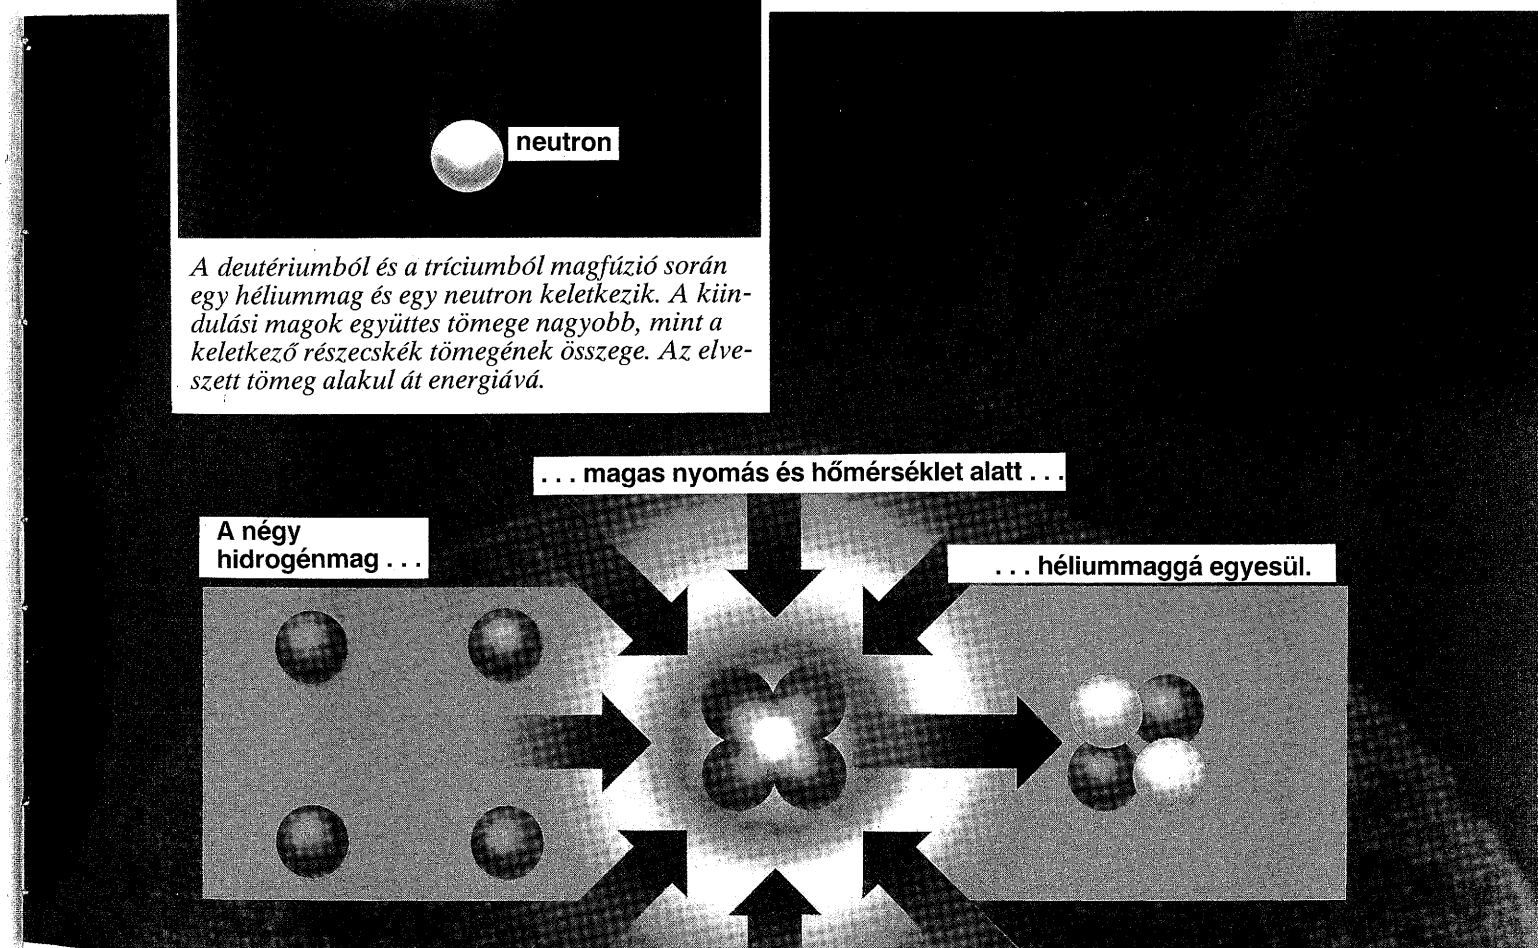 neutron
A deutériumból és a tríciumból magfúzió során
egy héliummag és egy neutron keletkezik. A kiin-
dulási magok együttes tömege nagyobb, mint a
keletkező részecskék tömegének összege. Az elve-
szett tömeg alakul át energiává.
. . . magas nyomás és hőmérséklet alatt . . .
A négy
hidrogénmag . . .
. . . héliummaggá egyesül.